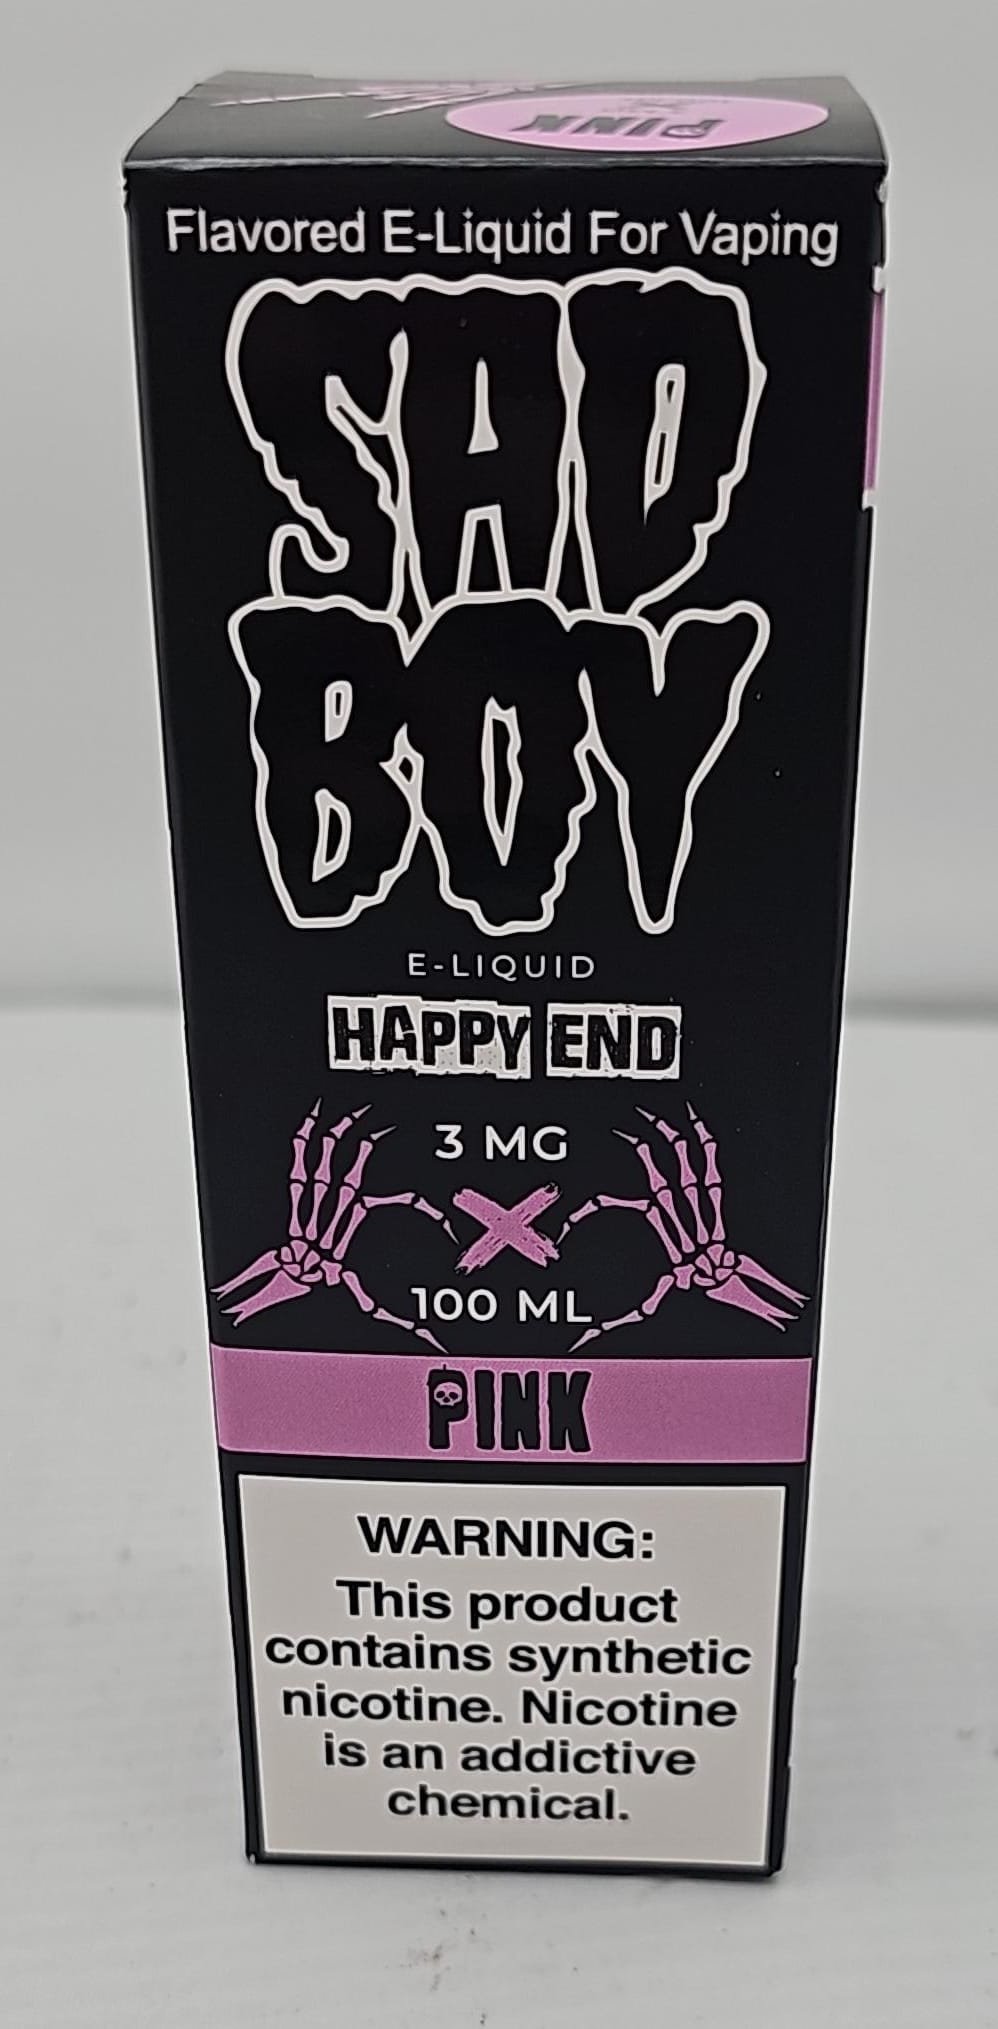 PINK
Flavored E-Liquid For Vaping
SAD
BOY
E-LIQUID
HAPPY END
3 MG
100 ML
PINK
WARNING:
This product
contains synthetic
nicotine. Nicotine
is an addictive
chemical.